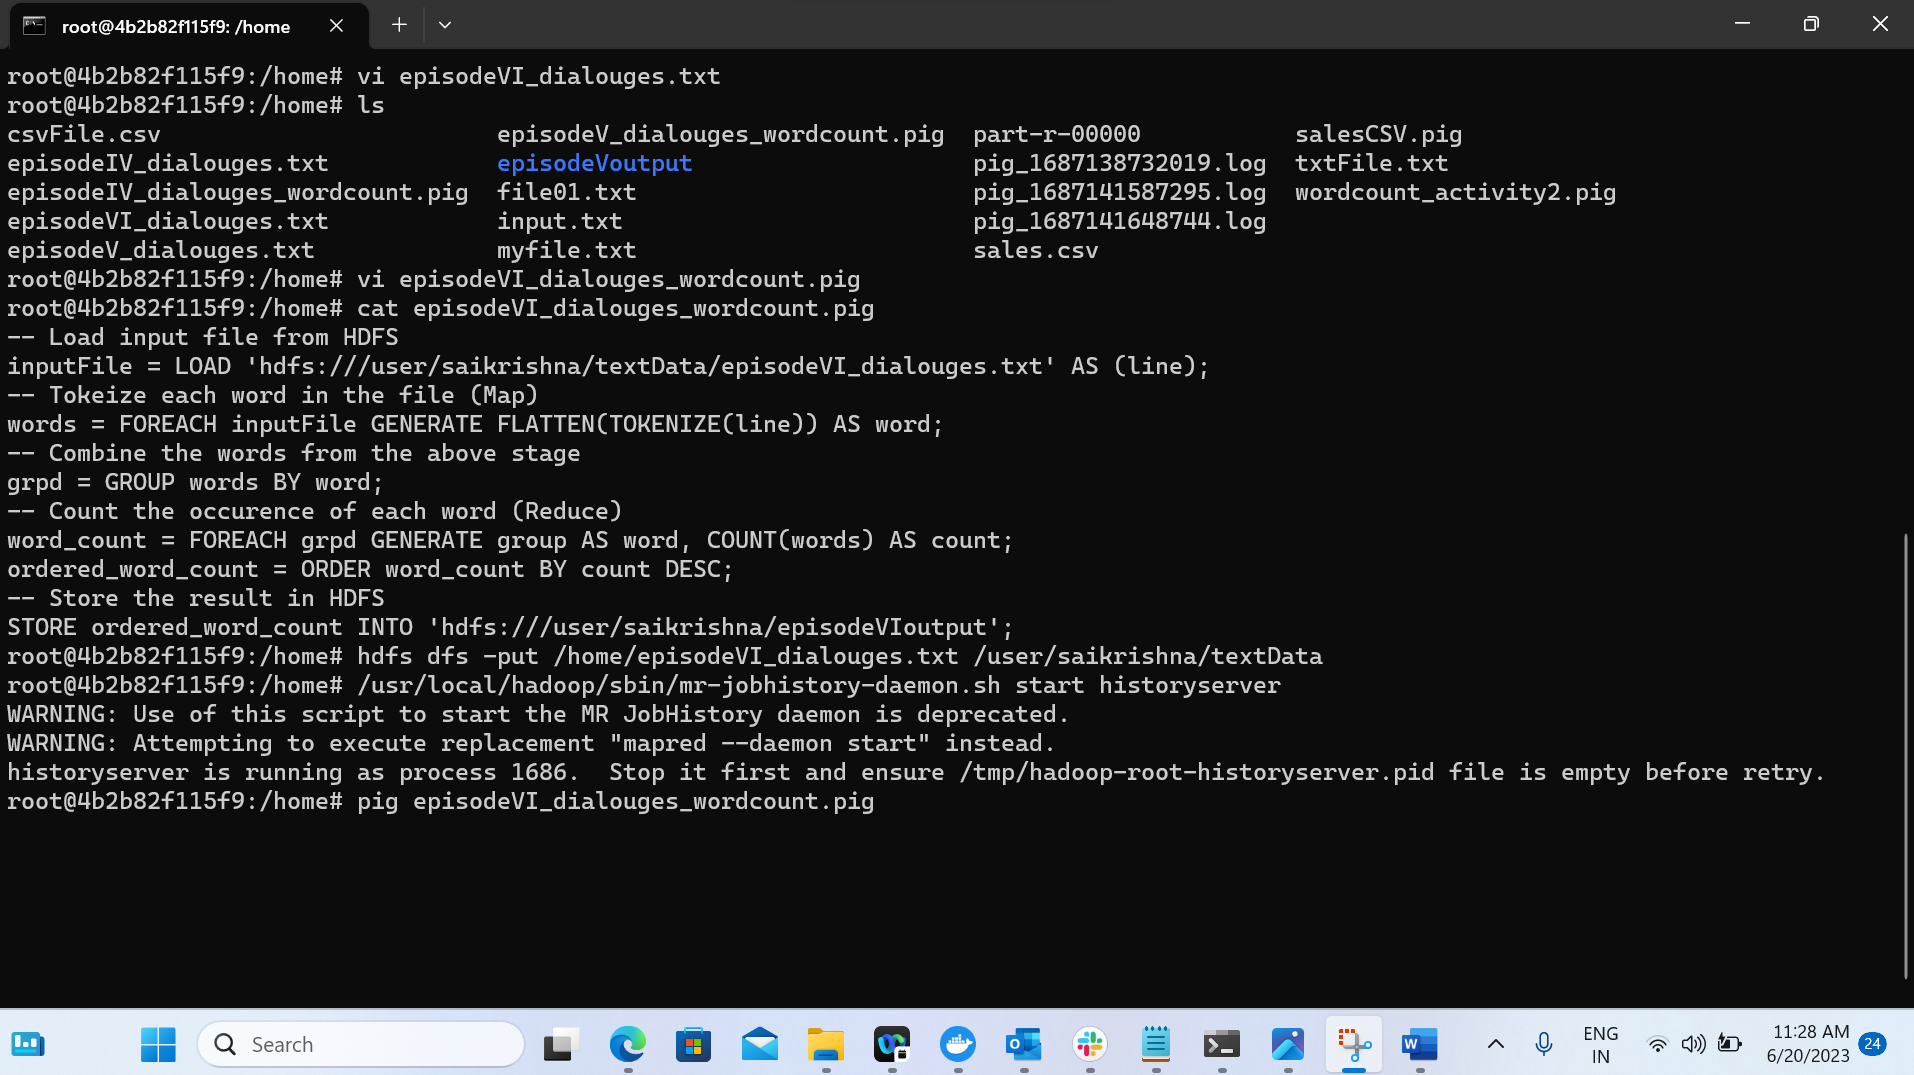 root@4b2b82f115f9: /home
root@4b2b82f115f9:/home# vi episodeVI_dialouges.txt
root@4b2b82f115f9:/home# ls
csvFile.csv episodeV_dialouges_wordcount.pig part-r-00000 salesCSV.pig
episodeIV_dialouges.txt episodeVoutput pig_1687138732019.log txtFile.txt
episodeIV_dialouges_wordcount.pig file01.txt pig_1687141587295.log wordcount_activity2.pig
episodeVI_dialouges.txt input.txt pig_1687141648744.log
episodeV_dialouges.txt myfile.txt sales.csv
root@4b2b82f115f9:/home# vi episodeVI_dialouges_wordcount.pig
root@4b2b82f115f9:/home# cat episodeVI_dialouges_wordcount.pig
-- Load input file from HDFS
inputFile = LOAD 'hdfs:///user/saikrishna/textData/episodeVI_dialouges.txt' AS (line);
-- Tokeize each word in the file (Map)
words = FOREACH inputFile GENERATE FLATTEN(TOKENIZE(line)) AS word;
-- Combine the words from the above stage
grpd = GROUP words BY word;
-- Count the occurence of each word (Reduce)
word_count = FOREACH grpd GENERATE group AS word, COUNT(words) AS count;
ordered_word_count = ORDER word_count BY count DESC;
-- Store the result in HDFS
STORE ordered_word_count INTO 'hdfs:///user/saikrishna/episodeVIoutput';
root@4b2b82f115f9:/home# hdfs dfs -put /home/episodeVI_dialouges.txt /user/saikrishna/textData
root@4b2b82f115f9:/home# /usr/local/hadoop/sbin/mr-jobhistory-daemon.sh start historyserver
WARNING: Use of this script to start the MR JobHistory daemon is deprecated.
WARNING: Attempting to execute replacement "mapred --daemon start" instead.
historyserver is running as process 1686.  Stop it first and ensure /tmp/hadoop-root-historyserver.pid file is empty before retry.
root@4b2b82f115f9:/home# pig episodeVI_dialouges_wordcount.pig
Search
ENG
IN
11:28 AM
6/20/2023
24